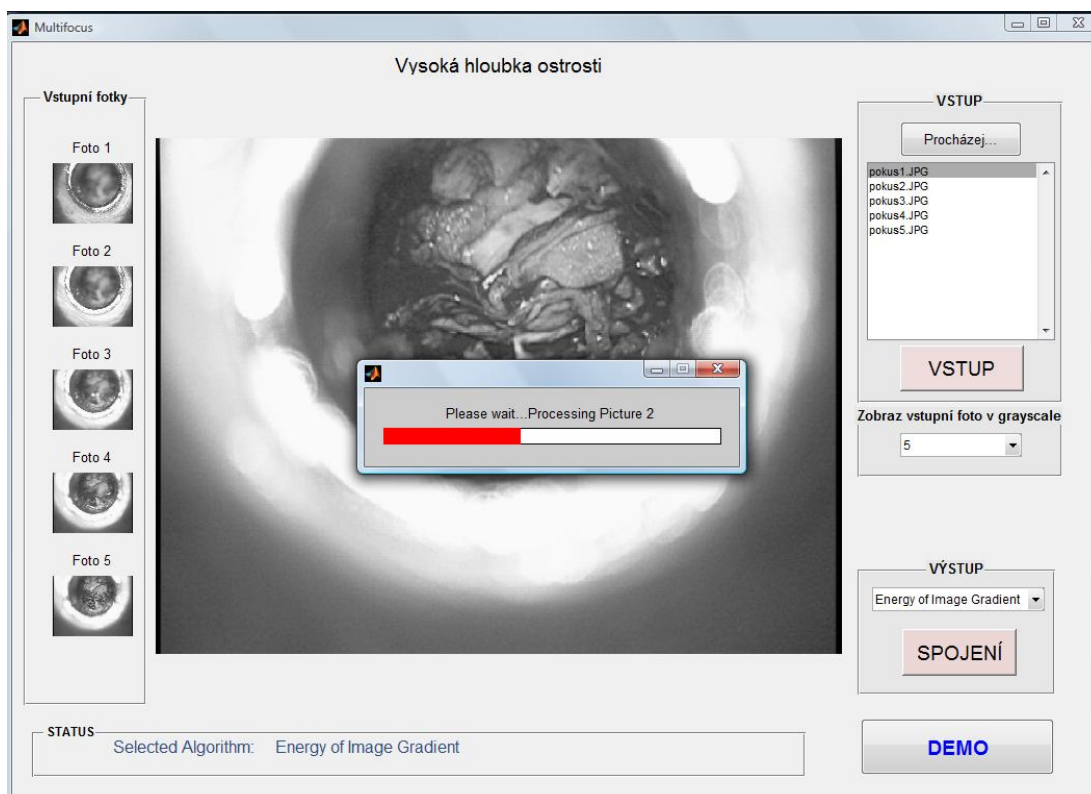 Multifocus
Vysoká hloubka ostrosti
Vstupní fotky
Foto 1
Foto 2
Foto 3
Foto 4
Foto 5
Please wait...Processing Picture 2
VSTUP
Procházej...
pokus1.JPG
pokus2.JPG
pokus3.JPG
pokus4.JPG
pokus5.JPG
VSTUP
Zobraz vstupní foto v grayscale
5
VÝSTUP
Energy of Image Gradient
SPOJENÍ
STATUS
Selected Algorithm: Energy of Image Gradient
DEMO